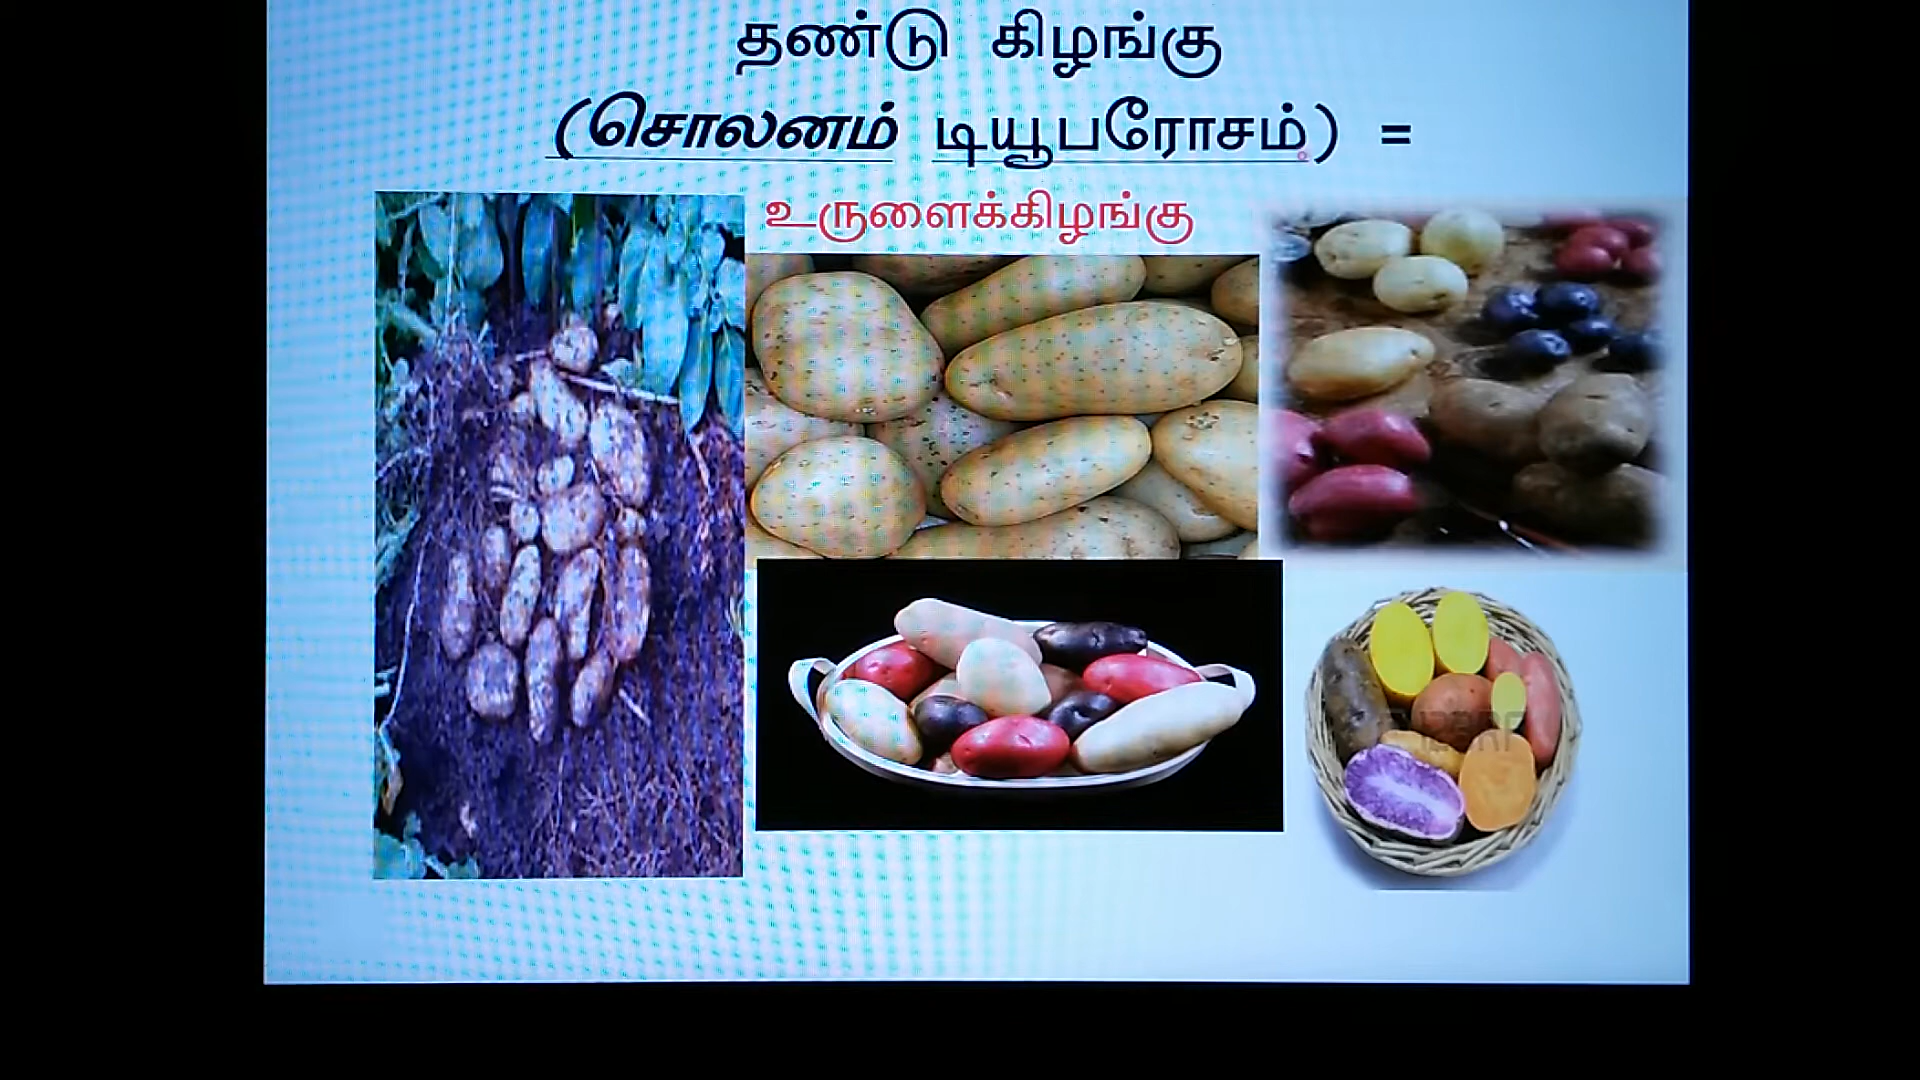 தண்டு கிழங்கு
(சொலனம் டியூபரோசம்) =
உருளைக்கிழங்கு